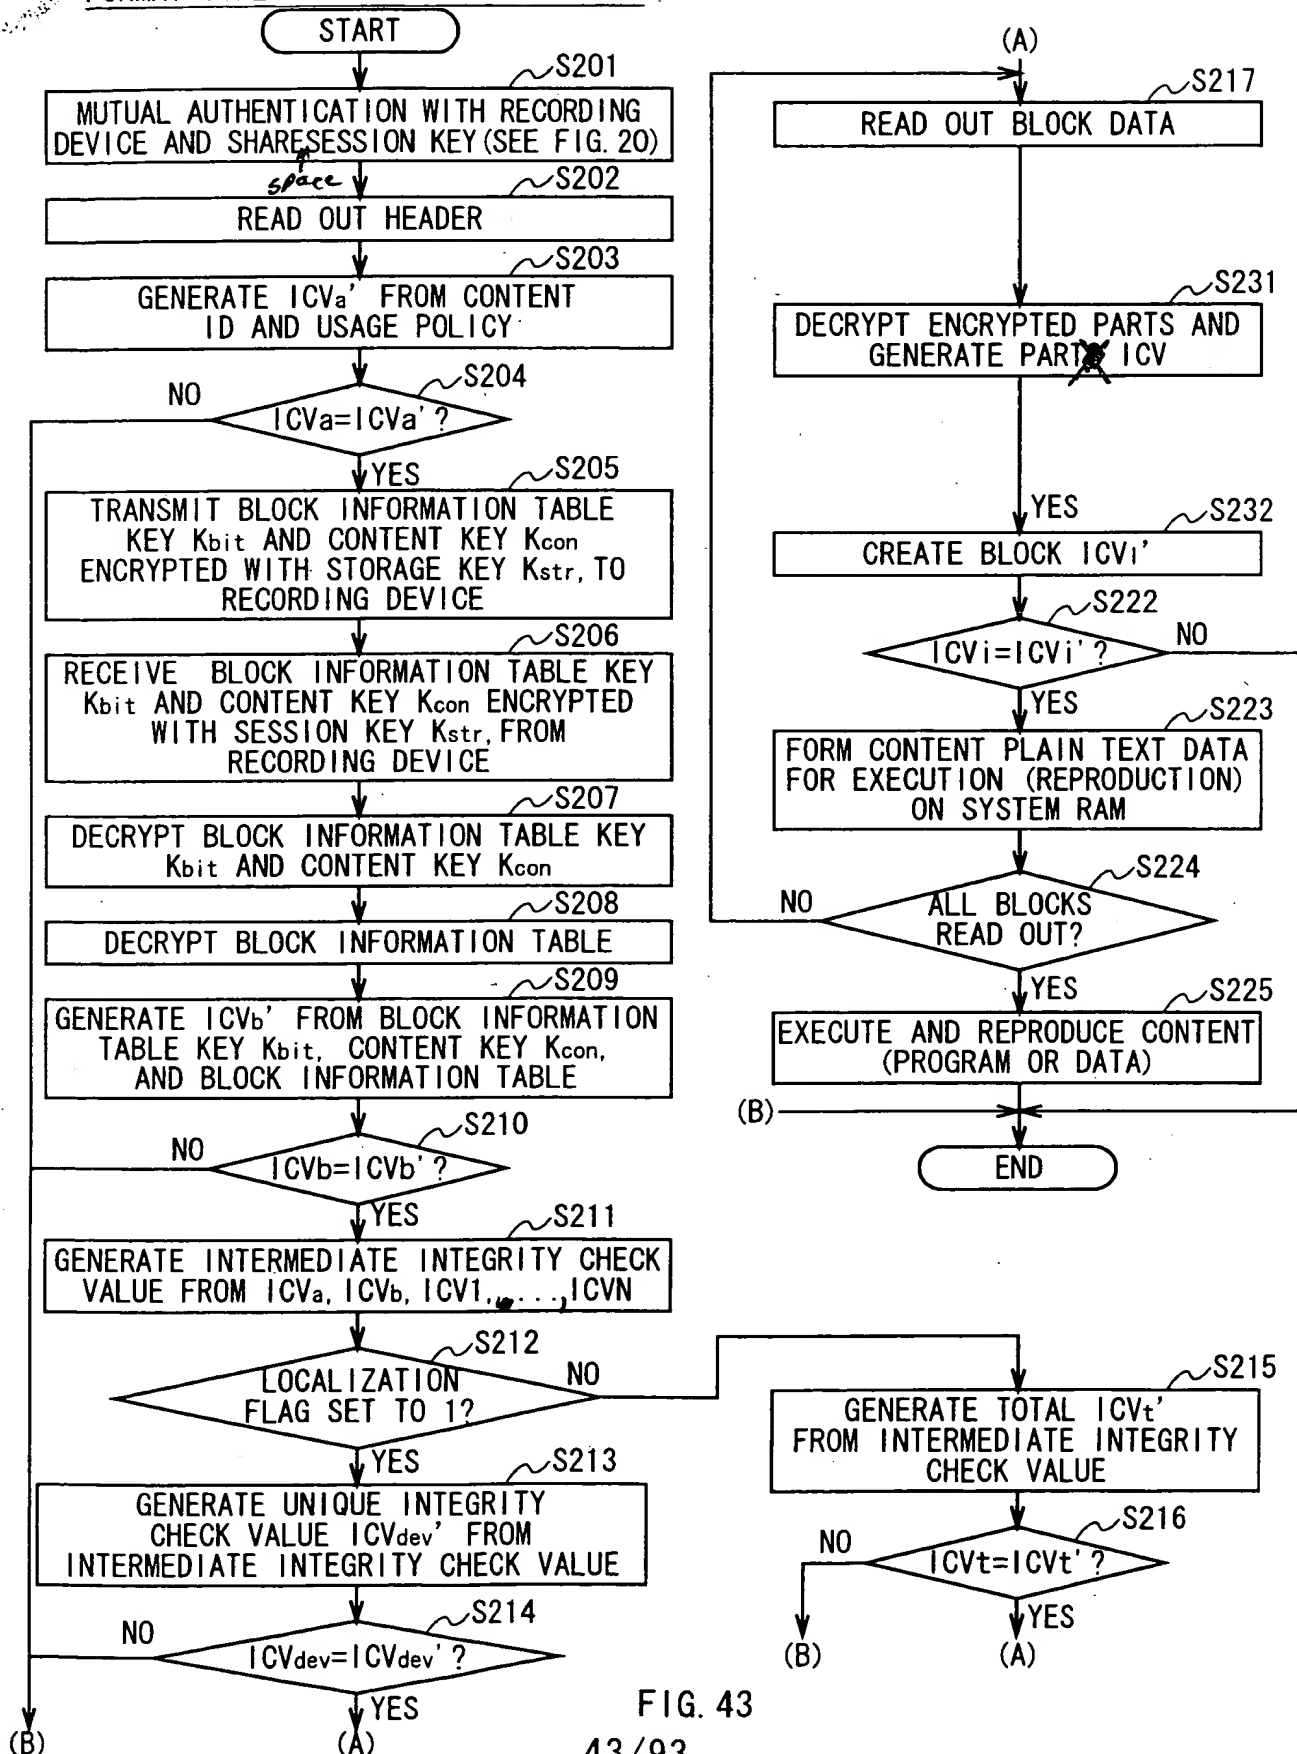 START
S201
MUTUAL AUTHENTICATION WITH RECORDING
DEVICE AND SHARESESSION KEY(SEE FIG. 20)
space
S202
READ OUT HEADER
S203
GENERATE ICVa' FROM CONTENT
ID AND USAGE POLICY
S204
NO
ICVa=ICVa'?
YES
S205
TRANSMIT BLOCK INFORMATION TABLE
KEY Kbit AND CONTENT KEY Kcon
ENCRYPTED WITH STORAGE KEY Kstr, TO
RECORDING DEVICE
S206
RECEIVE BLOCK INFORMATION TABLE KEY
Kbit AND CONTENT KEY Kcon ENCRYPTED
WITH SESSION KEY Kstr, FROM
RECORDING DEVICE
S207
DECRYPT BLOCK INFORMATION TABLE KEY
Kbit AND CONTENT KEY Kcon
S208
DECRYPT BLOCK INFORMATION TABLE
S209
GENERATE ICVb' FROM BLOCK INFORMATION
TABLE KEY Kbit, CONTENT KEY Kcon,
AND BLOCK INFORMATION TABLE
S210
NO
ICVb=ICVb'?
YES
S211
GENERATE INTERMEDIATE INTEGRITY CHECK
VALUE FROM ICVa, ICVb, ICV1, ..., ICVN
S212
LOCALIZATION
FLAG SET TO 1?
NO
YES
S213
GENERATE UNIQUE INTEGRITY
CHECK VALUE ICVdev' FROM
INTERMEDIATE INTEGRITY CHECK VALUE
S214
NO
ICVdev=ICVdev'?
YES
(B)
(A)
(A)
S217
READ OUT BLOCK DATA
S231
DECRYPT ENCRYPTED PARTS AND
GENERATE PART ICV
YES
S232
CREATE BLOCK ICVi'
S222
ICVi=ICVi'?
NO
YES
S223
FORM CONTENT PLAIN TEXT DATA
FOR EXECUTION (REPRODUCTION)
ON SYSTEM RAM
S224
NO
ALL BLOCKS
READ OUT?
YES
S225
EXECUTE AND REPRODUCE CONTENT
(PROGRAM OR DATA)
(B)
END
S215
GENERATE TOTAL ICVt'
FROM INTERMEDIATE INTEGRITY
CHECK VALUE
S216
NO
ICVt=ICVt'?
YES
(B)
(A)
FIG. 43
43/93